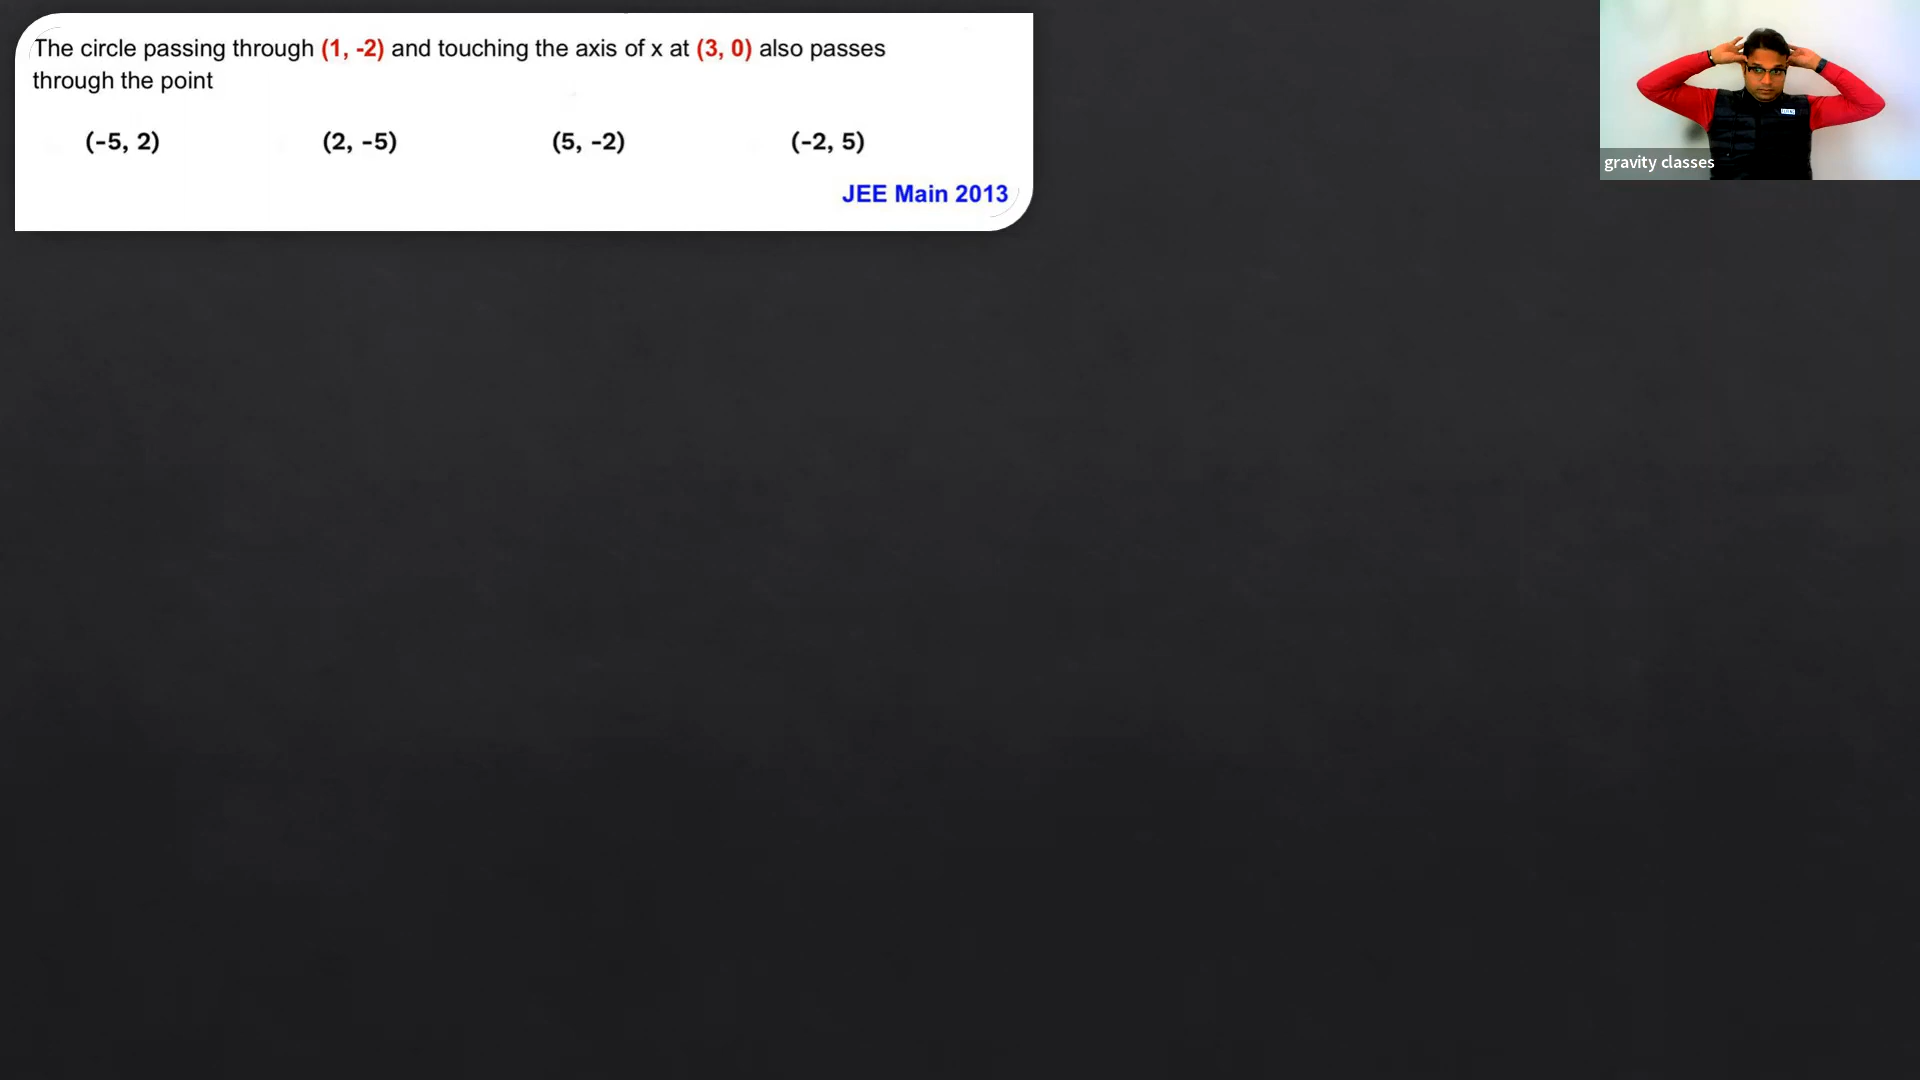 The circle passing through (1, -2) and touching the axis of x at (3, 0) also passes
through the point
(-5, 2) (2, -5) (5, -2) (-2, 5)
JEE Main 2013
gravity classes